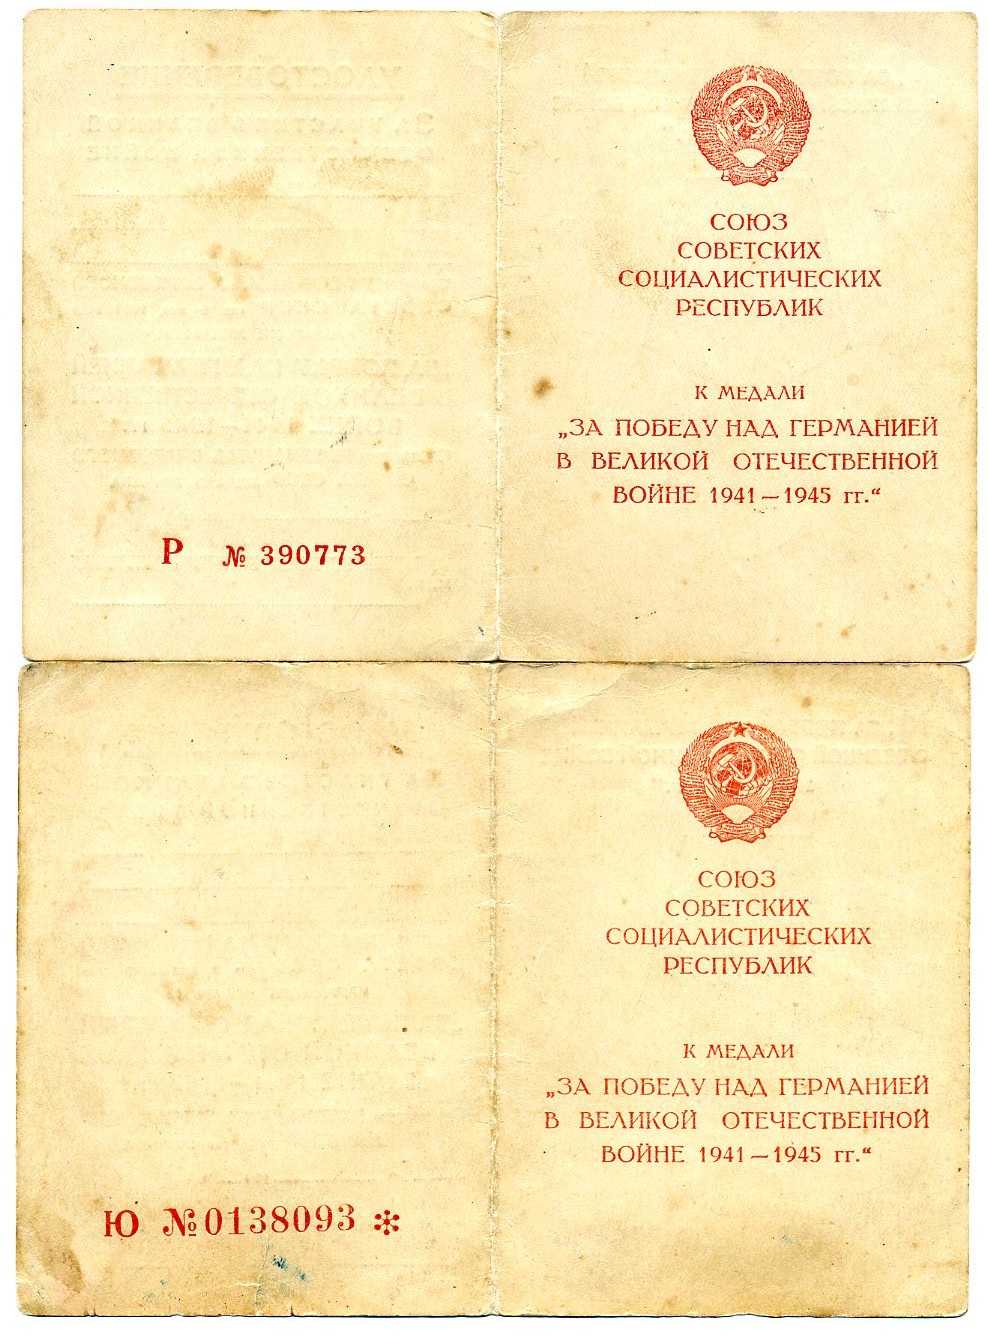 СОЮЗ
СОВЕТСКИХ
СОЦИАЛИСТИЧЕСКИХ
РЕСПУБЛИК
К МЕДАЛИ
„ЗА ПОБЕДУ НАД ГЕРМАНИЕЙ
В ВЕЛИКОЙ ОТЕЧЕСТВЕННОЙ
ВОЙНЕ 1941—1945 гг.“
Р № 390773
СОЮЗ
СОВЕТСКИХ
СОЦИАЛИСТИЧЕСКИХ
РЕСПУБЛИК
К МЕДАЛИ
„ЗА ПОБЕДУ НАД ГЕРМАНИЕЙ
В ВЕЛИКОЙ ОТЕЧЕСТВЕННОЙ
ВОЙНЕ 1941—1945 гг.“
Ю №0138093 *